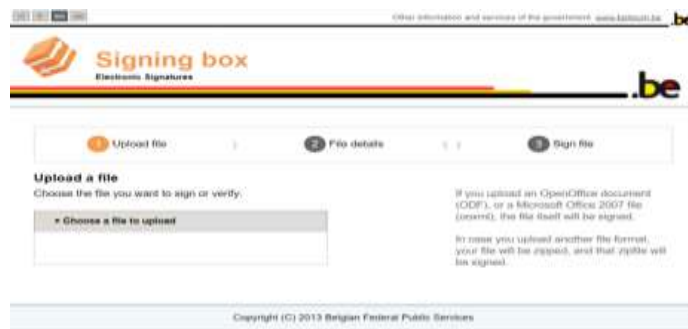 Other information and services of the government: www.belgium.be
.be
Signing box
Electronic Signatures
.be
1 Upload file
2 File details
3 Sign file
Upload a file
Choose the file you want to sign or verify.
Choose a file to upload
If you upload an OpenOffice document
(ODF), or a Microsoft Office 2007 file
(ooxml), the file itself will be signed.
In case you upload another file format,
your file will be zipped, and that zipfile will
be signed.
Copyright (C) 2013 Belgian Federal Public Services